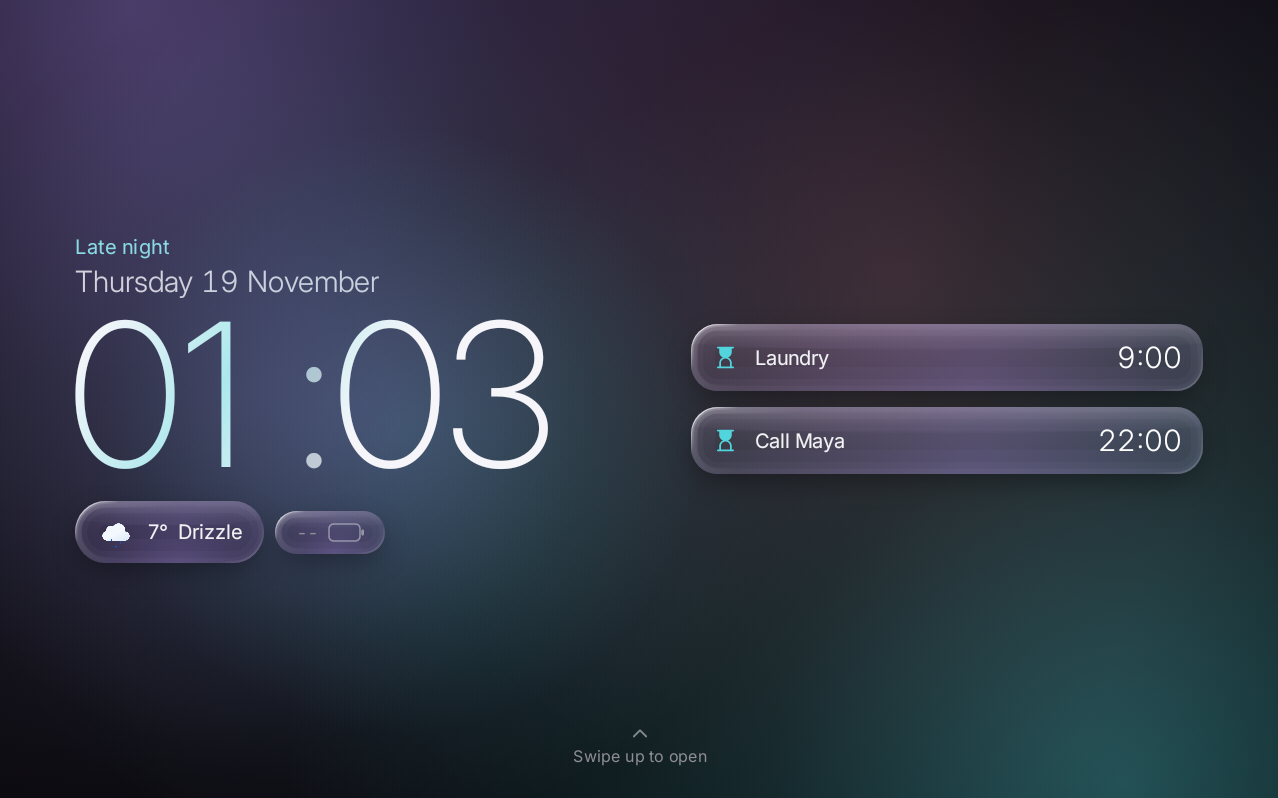 Late night
Thursday 19 November
01:03
7° Drizzle
--
Laundry 9:00
Call Maya 22:00
Swipe up to open